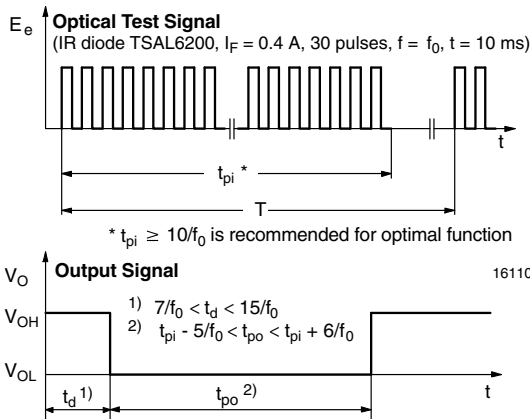 E_e
Optical Test Signal
(IR diode TSAL6200, I_F = 0.4 A, 30 pulses, f = f_0, t = 10 ms)
t
t_pi *
T
* t_pi ≥ 10/f_0 is recommended for optimal function
V_O
Output Signal
16110
V_OH
1) 7/f_0 < t_d < 15/f_0
2) t_pi - 5/f_0 < t_po < t_pi + 6/f_0
V_OL
t_d 1)
t_po 2)
t